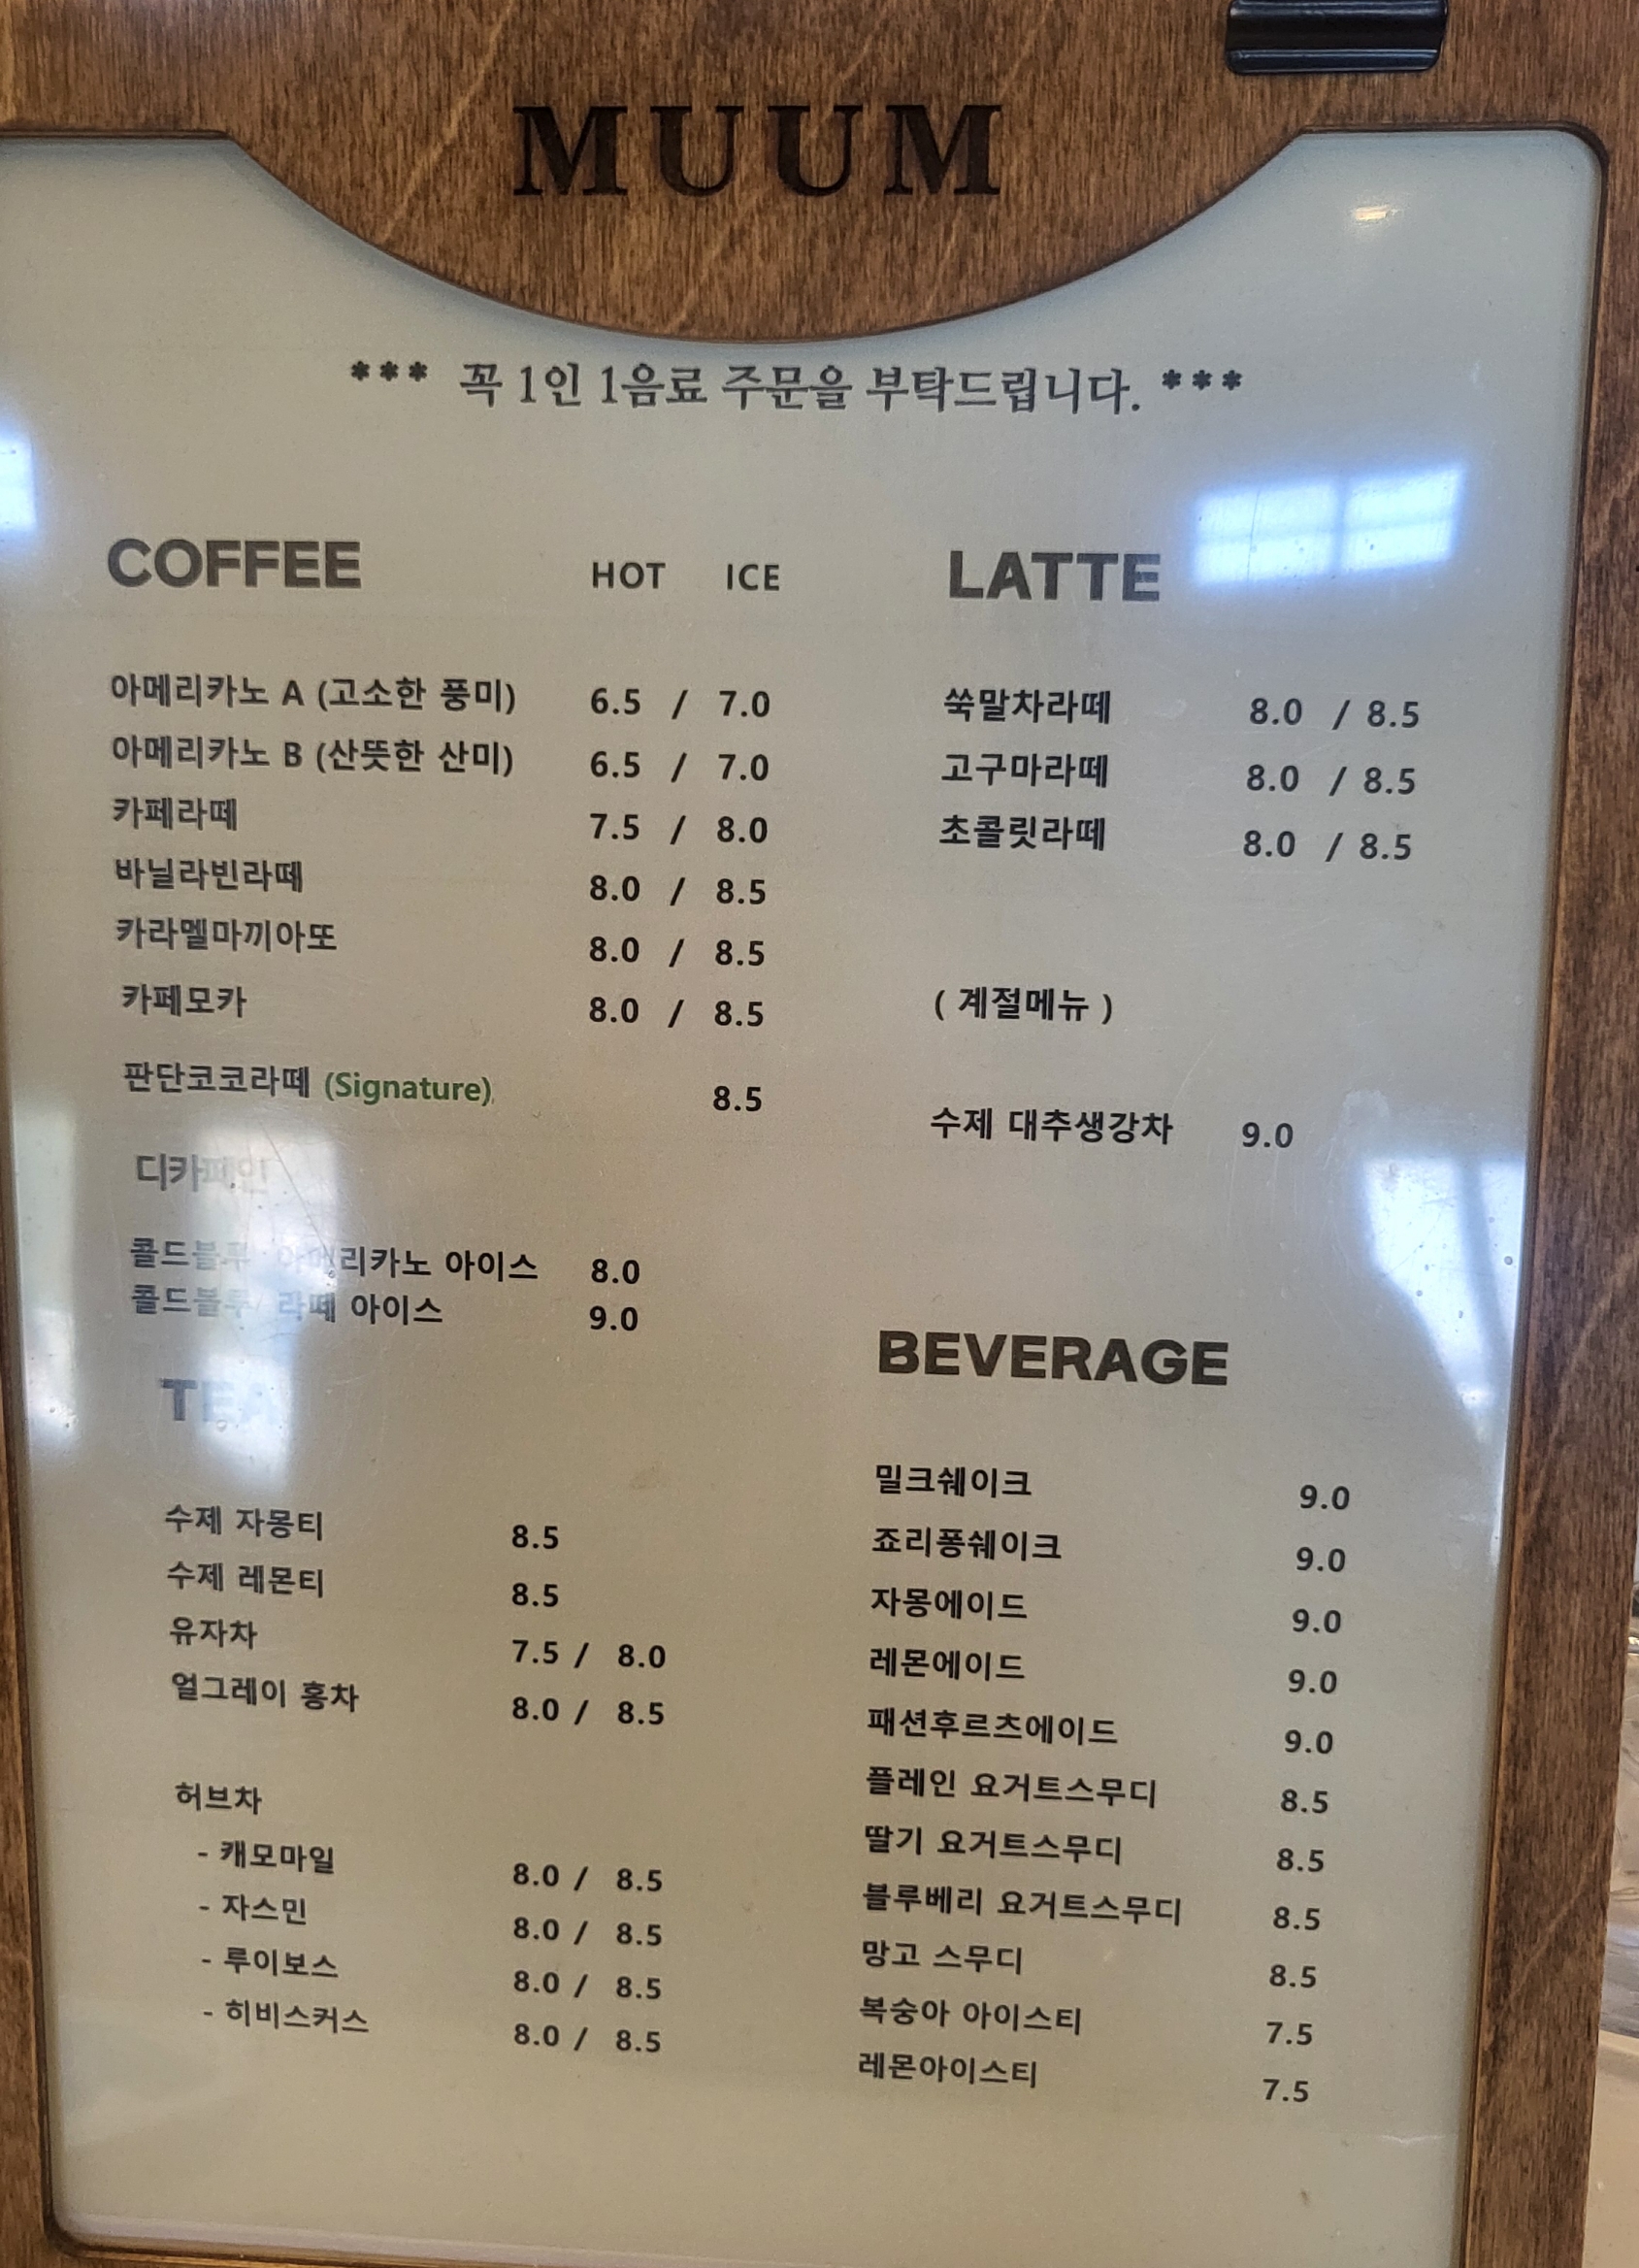 MUUM
*** 꼭 1인 1음료 주문을 부탁드립니다. ***
COFFEE HOT ICE
아메리카노 A (고소한 풍미) 6.5 / 7.0
아메리카노 B (산뜻한 산미) 6.5 / 7.0
카페라떼 7.5 / 8.0
바닐라빈라떼 8.0 / 8.5
카라멜마끼아또 8.0 / 8.5
카페모카 8.0 / 8.5
판단코코라떼 (Signature) 8.5
디카페인
콜드블루 아메리카노 아이스 8.0
콜드블루 라떼 아이스 9.0
TEA
수제 자몽티 8.5
수제 레몬티 8.5
유자차 7.5 / 8.0
얼그레이 홍차 8.0 / 8.5
허브차
- 캐모마일 8.0 / 8.5
- 자스민 8.0 / 8.5
- 루이보스 8.0 / 8.5
- 히비스커스 8.0 / 8.5
LATTE
쑥말차라떼 8.0 / 8.5
고구마라떼 8.0 / 8.5
초콜릿라떼 8.0 / 8.5
( 계절메뉴 )
수제 대추생강차 9.0
BEVERAGE
밀크쉐이크 9.0
죠리퐁쉐이크 9.0
자몽에이드 9.0
레몬에이드 9.0
패션후르츠에이드 9.0
플레인 요거트스무디 8.5
딸기 요거트스무디 8.5
블루베리 요거트스무디 8.5
망고 스무디 8.5
복숭아 아이스티 7.5
레몬아이스티 7.5